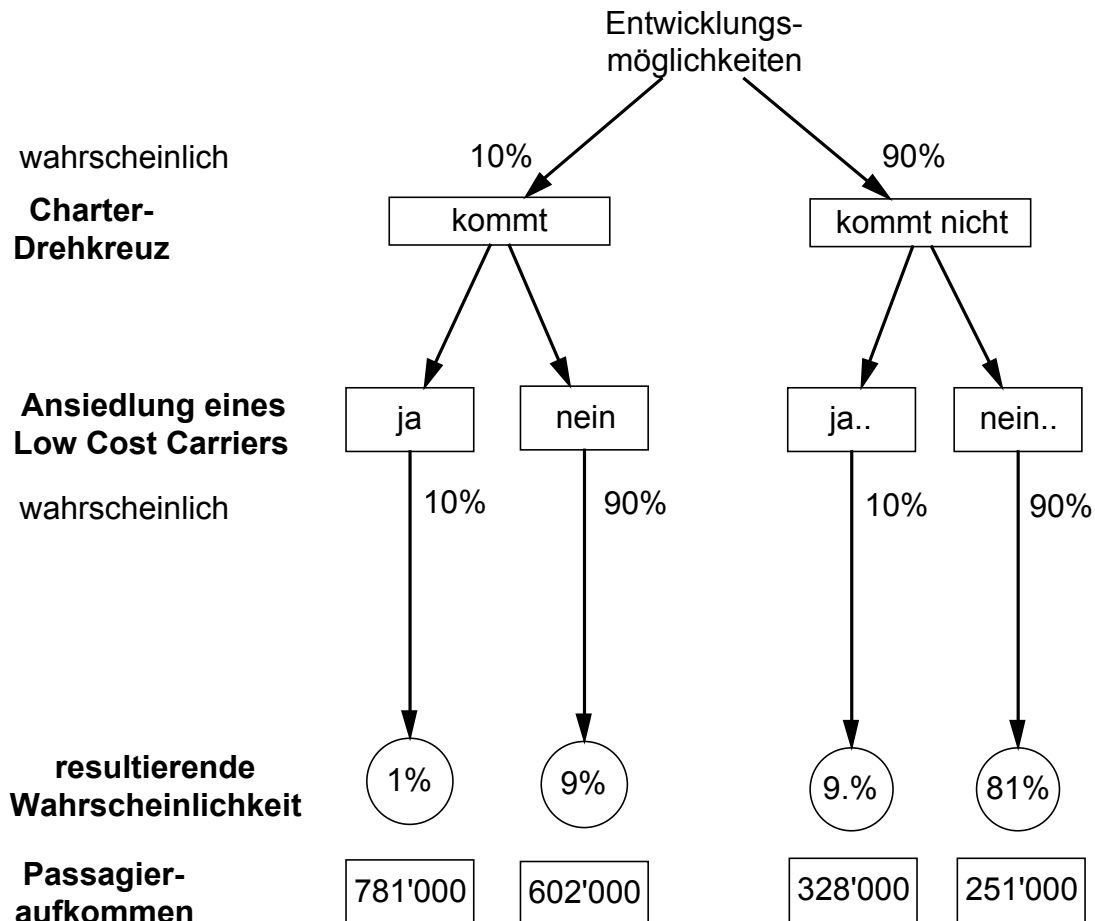 Entwicklungs-
möglichkeiten
wahrscheinlich 10% 90%
Charter-
Drehkreuz
kommt kommt nicht
Ansiedlung eines
Low Cost Carriers
ja nein ja.. nein..
wahrscheinlich 10% 90% 10% 90%
resultierende
Wahrscheinlichkeit
1% 9% 9.% 81%
Passagier-
aufkommen
781'000 602'000 328'000 251'000